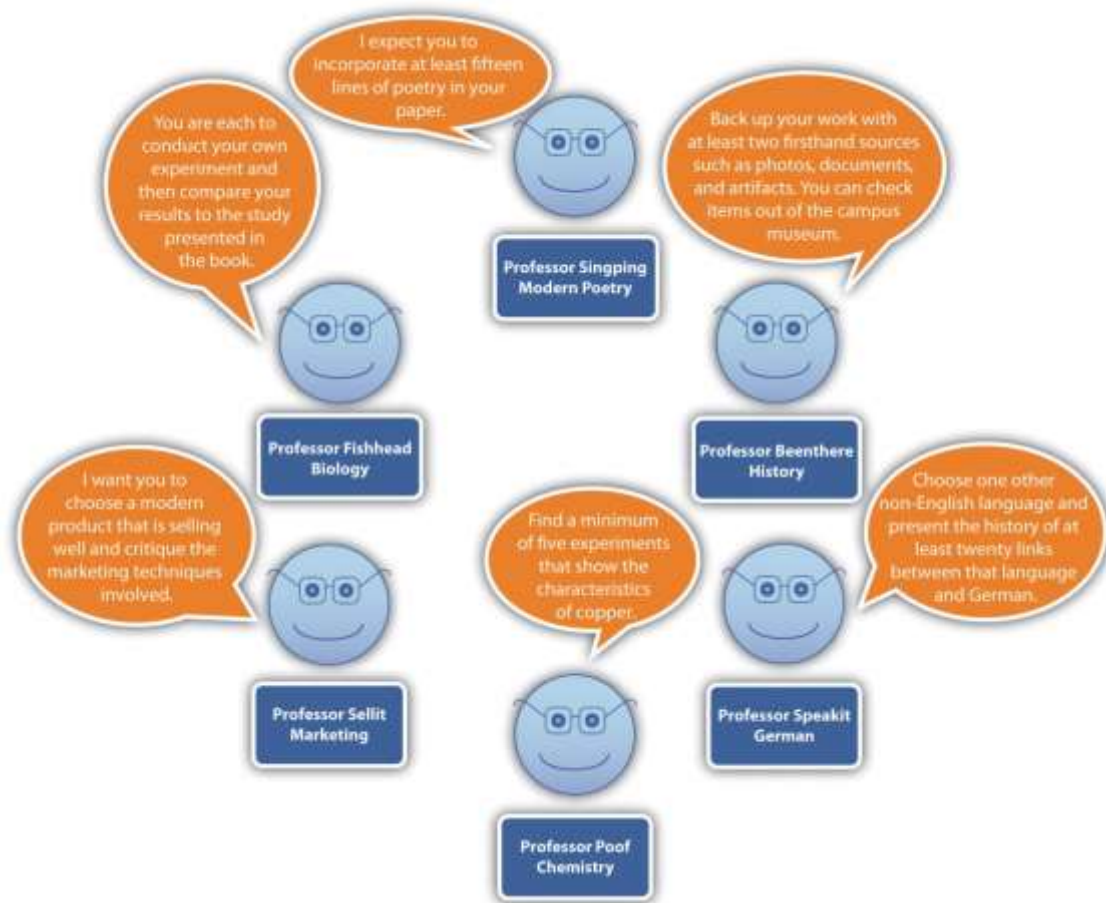 I expect you to
incorporate at least fifteen
lines of poetry in your
paper.
Professor Singping
Modern Poetry
You are each to
conduct your own
experiment and
then compare your
results to the study
presented in
the book.
Professor Fishhead
Biology
Back up your work with
at least two firsthand sources
such as photos, documents,
and artifacts. You can check
items out of the campus
museum.
Professor Beenthere
History
I want you to
choose a modern
product that is selling
well and critique the
marketing techniques
involved.
Professor Sellit
Marketing
Find a minimum
of five experiments
that show the
characteristics
of copper.
Professor Poof
Chemistry
Choose one other
non-English language and
present the history of at
least twenty links
between that language
and German.
Professor Speakit
German